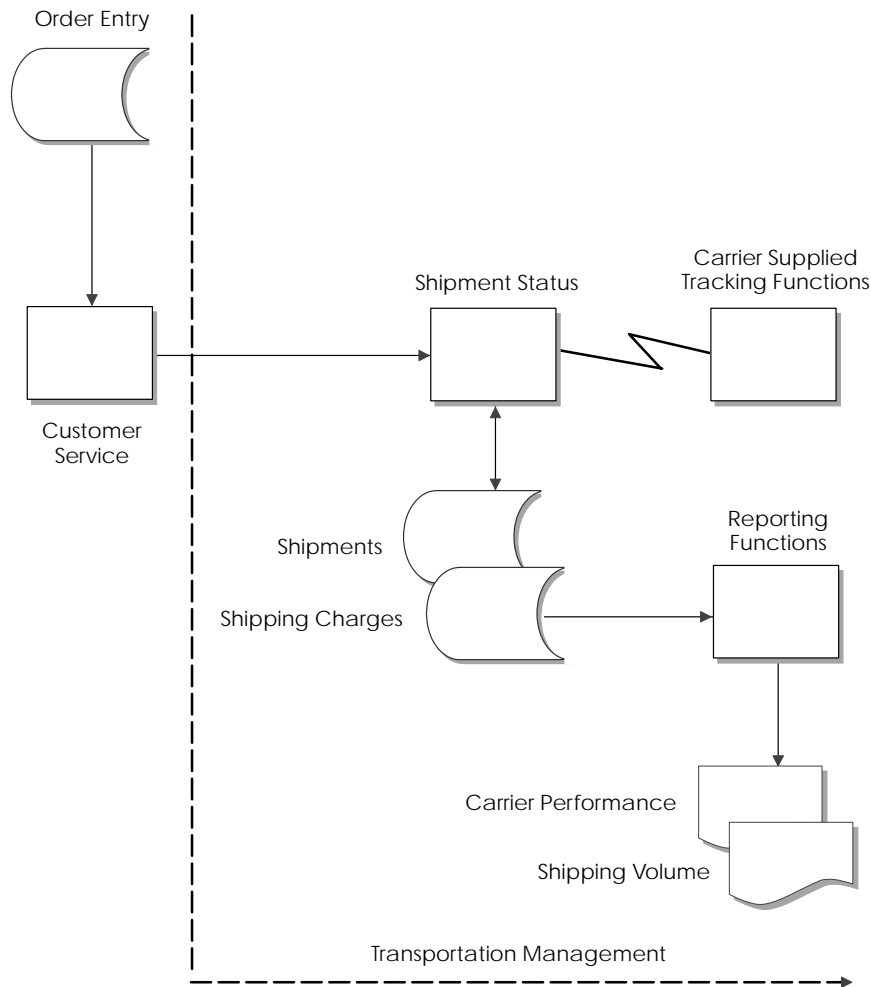 Order Entry
Carrier Supplied
Tracking Functions
Shipment Status
Customer
Service
Reporting
Functions
Shipments
Shipping Charges
Carrier Performance
Shipping Volume
Transportation Management